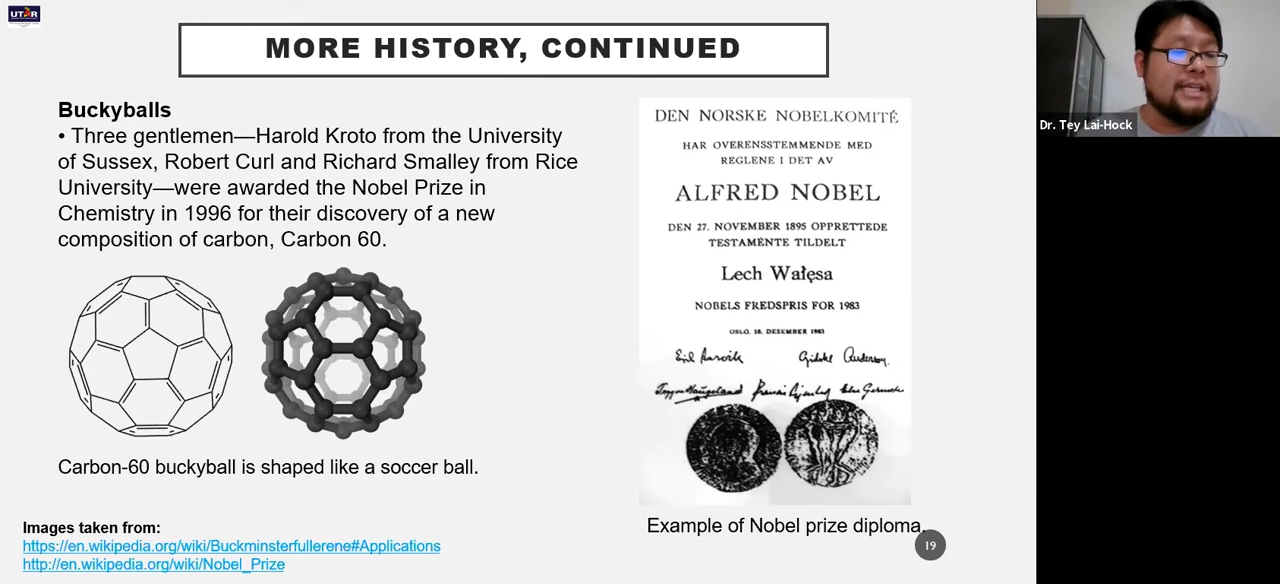 UTAR
MORE HISTORY, CONTINUED
Buckyballs
• Three gentlemen—Harold Kroto from the University
of Sussex, Robert Curl and Richard Smalley from Rice
University—were awarded the Nobel Prize in
Chemistry in 1996 for their discovery of a new
composition of carbon, Carbon 60.
Carbon-60 buckyball is shaped like a soccer ball.
Images taken from:
https://en.wikipedia.org/wiki/Buckminsterfullerene#Applications
http://en.wikipedia.org/wiki/Nobel_Prize
DEN NORSKE NOBELKOMITÉ
HAR OVERENSSTEMMENDE MED
REGLENE I DET AV
ALFRED NOBEL
DEN 27. NOVEMBER 1895 OPPRETTEDE
TESTAMENTE TILDELT
Lech Wałęsa
NOBELS FREDSPRIS FOR 1983
OSLO, 10. DESEMBER 1983
Example of Nobel prize diploma.
19
Dr. Tey Lai-Hock